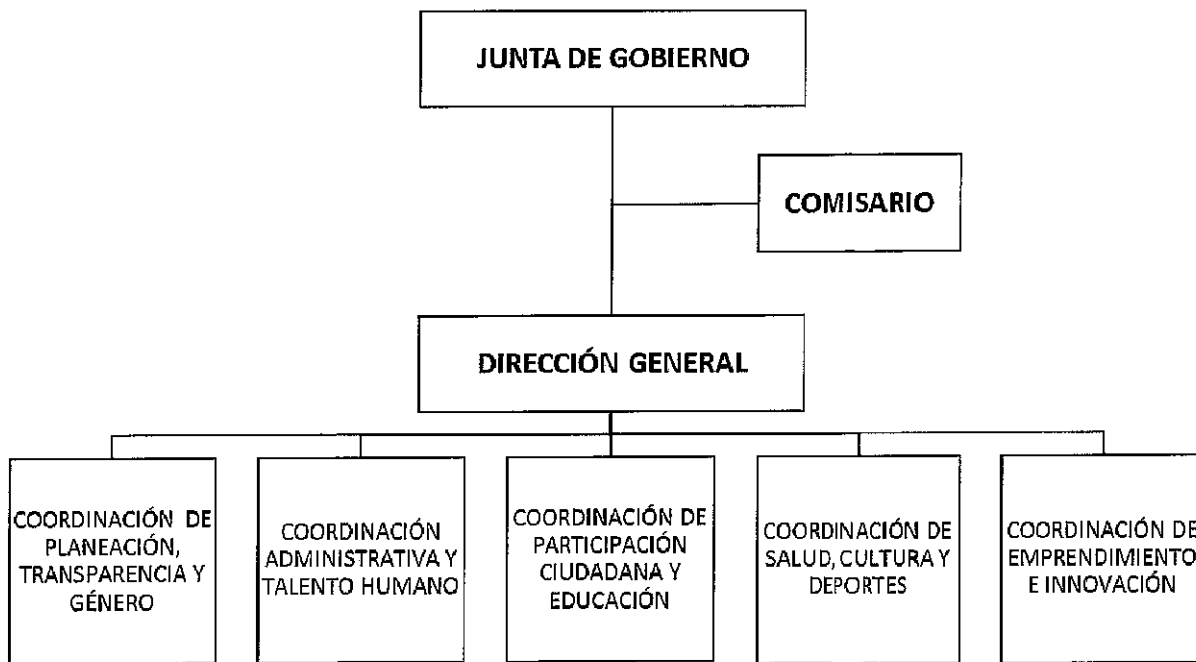 JUNTA DE GOBIERNO
COMISARIO
DIRECCIÓN GENERAL
COORDINACIÓN DE
PLANEACIÓN,
TRANSPARENCIA Y
GÉNERO
COORDINACIÓN
ADMINISTRATIVA Y
TALENTO HUMANO
COORDINACIÓN DE
PARTICIPACIÓN
CIUDADANA Y
EDUCACIÓN
COORDINACIÓN DE
SALUD, CULTURA Y
DEPORTES
COORDINACIÓN DE
EMPRENDIMIENTO
E INNOVACIÓN